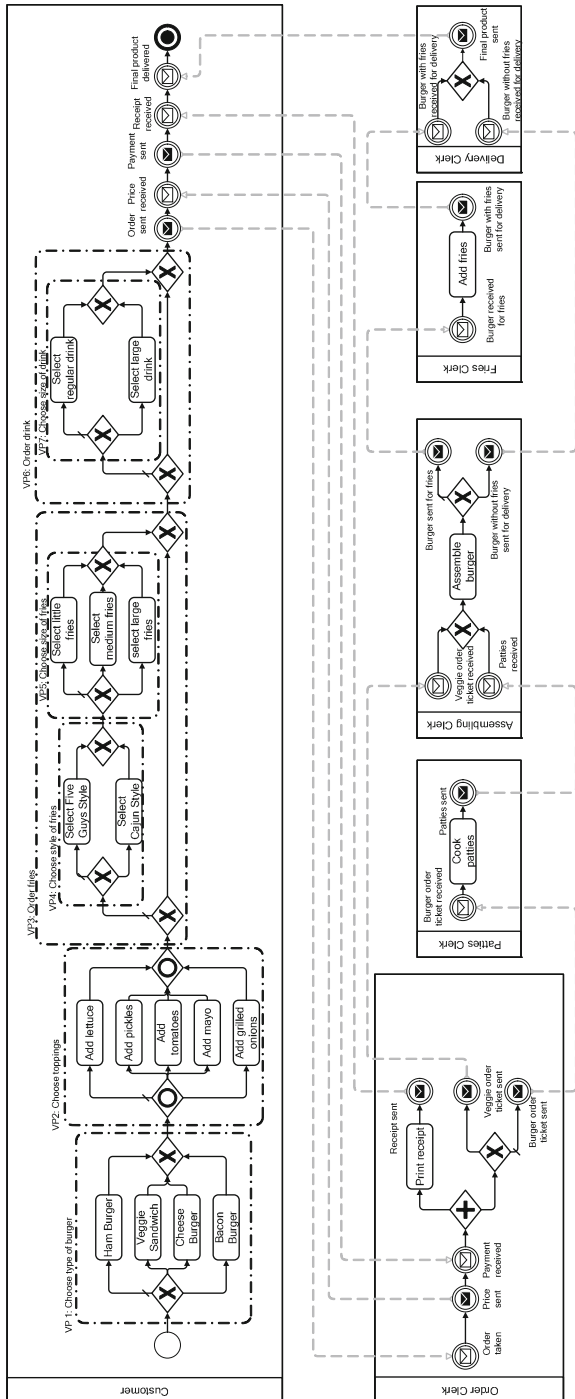 Customer
VP 1: Choose type of burger
Ham Burger
Veggie
Sandwich
Cheese
Burger
Bacon
Burger
VP2: Choose toppings
Add lettuce
Add pickles
Add
tomatoes
Add mayo
Add grilled
onions
VP3: Order fries
VP4: Choose style of fries
Select Five
Guys Style
Select
Cajun Style
VP5: Choose size of fries
Select little
fries
Select
medium fries
select large
fries
VP6: Order drink
VP7: Choose size of drink
Select
regular drink
Select large
drink
Order
sent
Price
received
Payment
sent
Receipt
received
Final product
delivered
Order Clerk
Order
taken
Price
sent
Payment
received
Print receipt
Receipt sent
Veggie order
ticket sent
Burger order
ticket sent
Patties Clerk
Burger order
ticket received
Cook
patties
Patties sent
Assembling Clerk
Veggie order
ticket received
Patties
received
Assemble
burger
Burger sent for fries
Burger without fries
sent for delivery
Fries Clerk
Burger received
for fries
Add fries
Burger with fries
sent for delivery
Delivery Clerk
Burger with fries
received for delivery
Burger without fries
received for delivery
Final product
sent